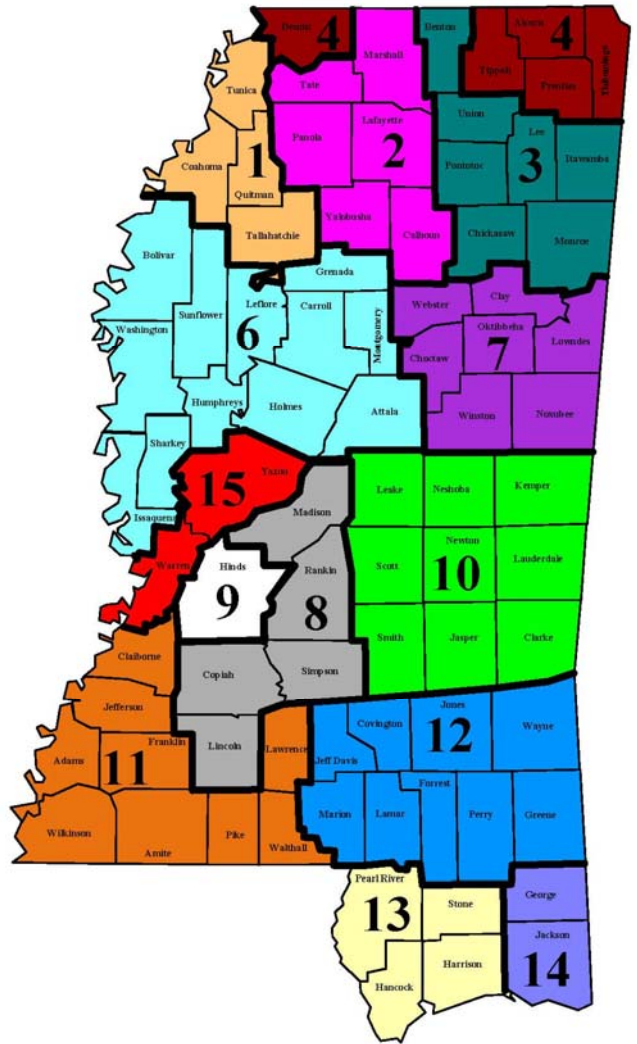 Desoto
4
Marshall
Benton
Alcorn
4
Tippah
Prentiss
Tishomingo
Tunica
Tate
Panola
Lafayette
2
Union
Lee
3
Itawamba
Pontotoc
Coahoma
1
Quitman
Tallahatchie
Yalobusha
Calhoun
Chickasaw
Monroe
Bolivar
Sunflower
Leflore
6
Grenada
Carroll
Montgomery
Washington
Webster
Clay
Oktibbeha
7
Lowndes
Choctaw
Winston
Noxubee
Humphreys
Holmes
Attala
Sharkey
Issaquena
15
Yazoo
Warren
Madison
Hinds
9
Rankin
8
Leake
Neshoba
Kemper
Scott
Newton
10
Lauderdale
Smith
Jasper
Clarke
Claiborne
Copiah
Simpson
Jefferson
Lincoln
Adams
Franklin
11
Lawrence
Jeff Davis
Covington
Jones
12
Wayne
Wilkinson
Amite
Pike
Walthall
Marion
Lamar
Forrest
Perry
Greene
Pearl River
13
Stone
George
Hancock
Harrison
Jackson
14